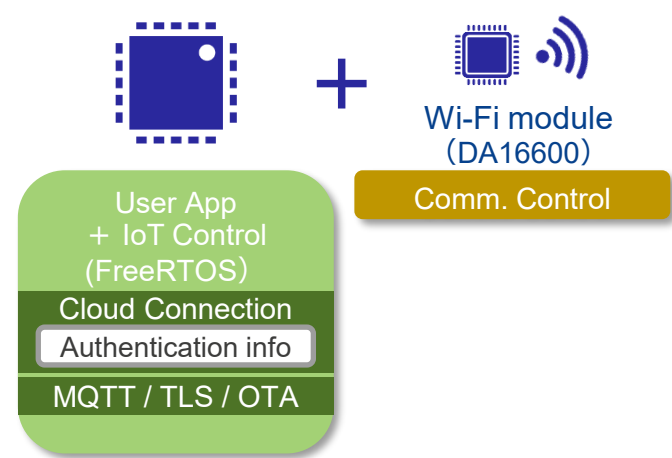 Wi-Fi module
（DA16600）
Comm. Control
User App
＋ IoT Control
(FreeRTOS）
Cloud Connection
Authentication info
MQTT / TLS / OTA